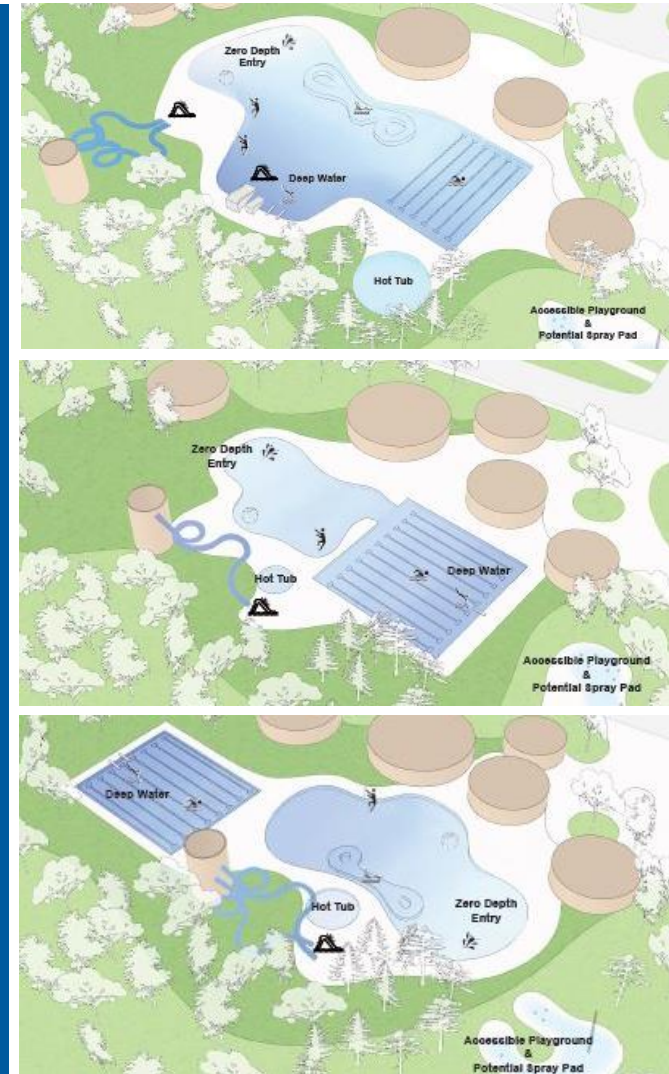 Zero Depth
Entry
Deep Water
Hot Tub
Accessible Playground
&
Potential Spray Pad
Zero Depth
Entry
Hot Tub
Deep Water
Accessible Playground
&
Potential Spray Pad
Deep Water
Hot Tub
Zero Depth
Entry
Accessible Playground
&
Potential Spray Pad